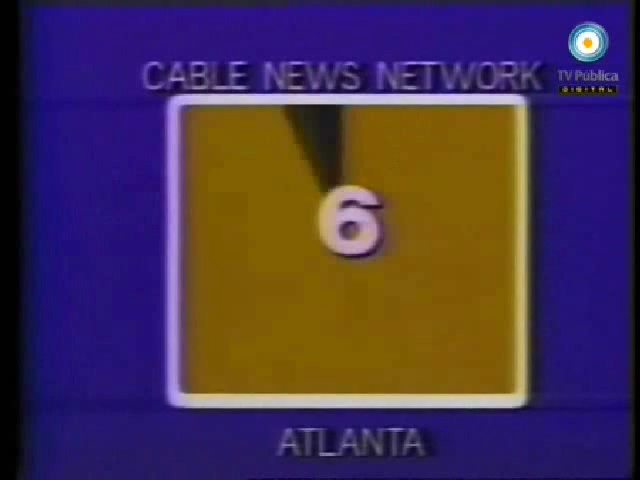 CABLE NEWS NETWORK
TV Pública
DIGITAL
6
ATLANTA